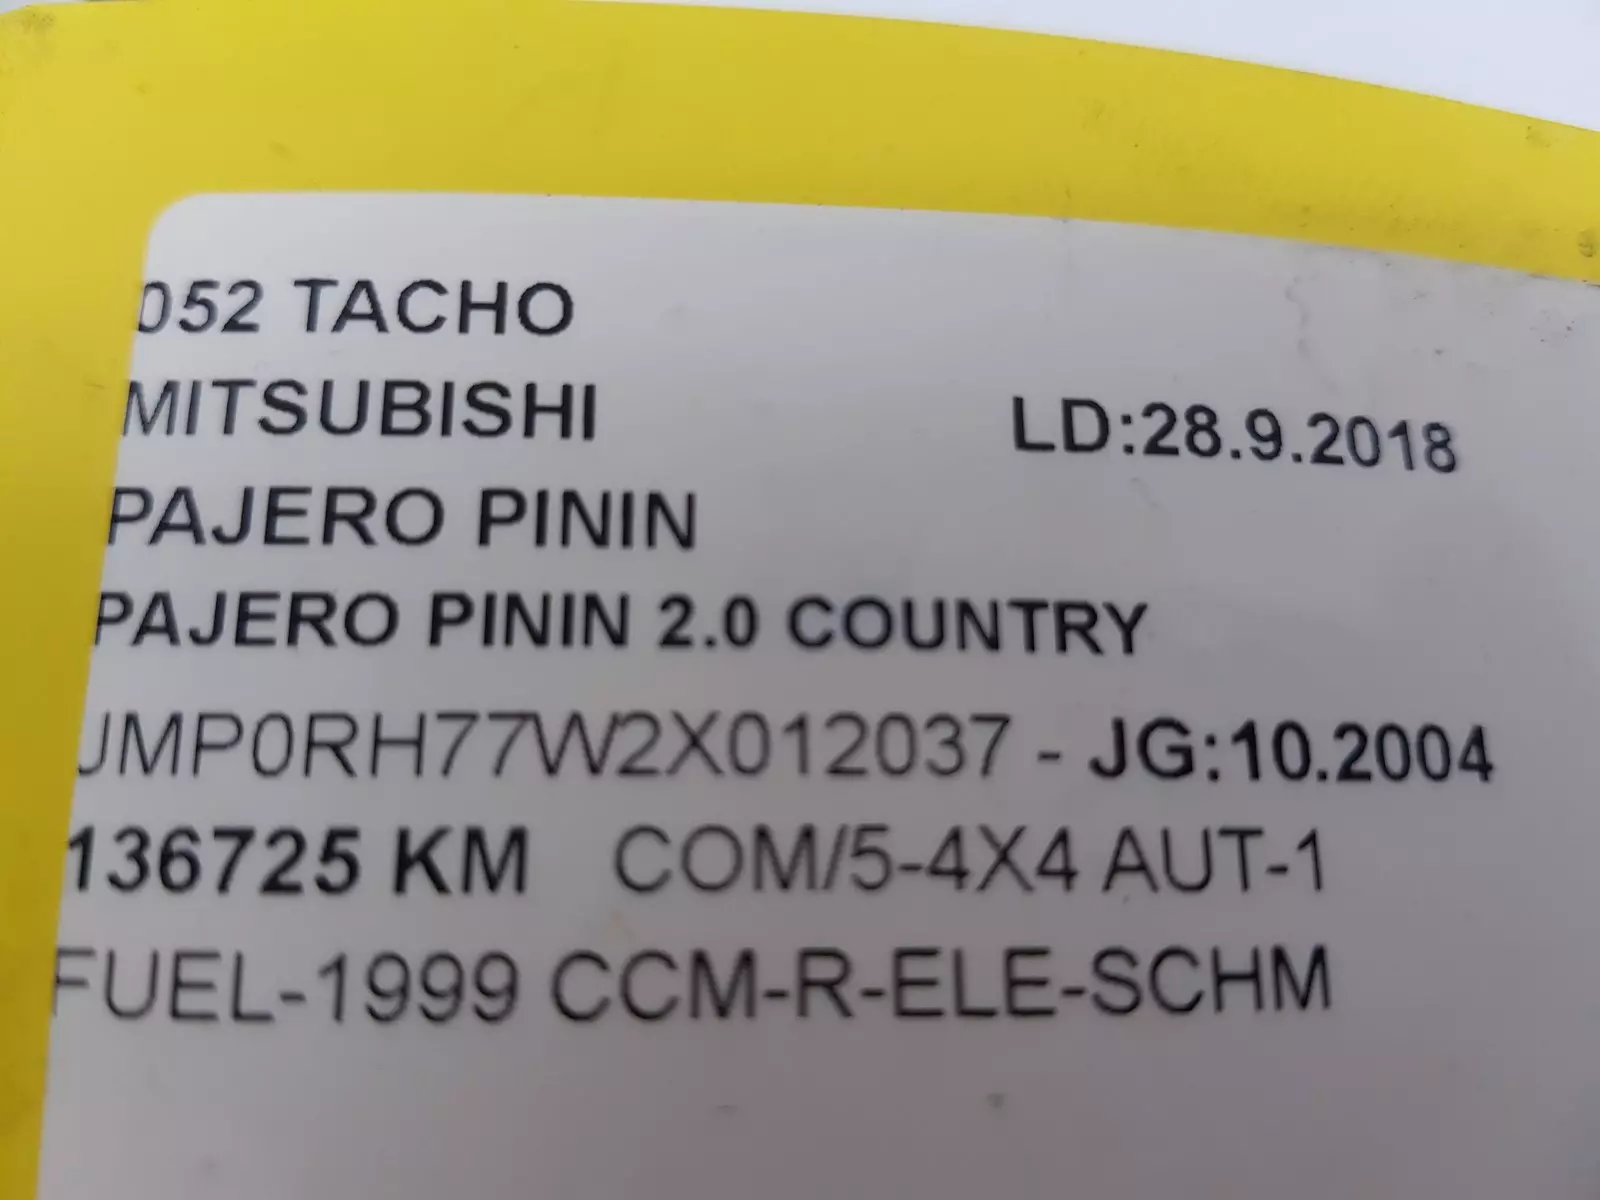 052 TACHO
MITSUBISHI
LD:28.9.2018
PAJERO PININ
PAJERO PININ 2.0 COUNTRY
JMP0RH77W2X012037 - JG:10.2004
136725 KM COM/5-4X4 AUT-1
FUEL-1999 CCM-R-ELE-SCHM